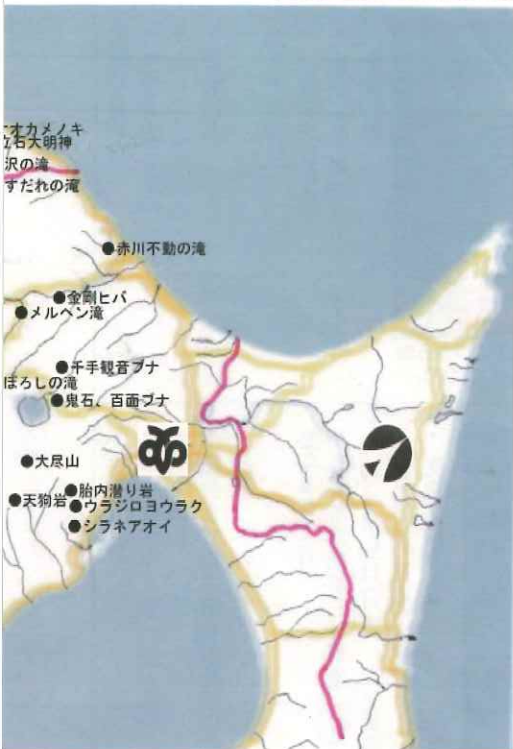 オオカメノキ
立石大明神
沢の滝
すだれの滝
●赤川不動の滝
●金剛ヒバ
●メルヘン滝
●千手観音ブナ
ぼろしの滝
●鬼石、百面ブナ
●大尽山
●胎内潜り岩
●天狗岩
●ウラジロヨウラク
●シラネアオイ